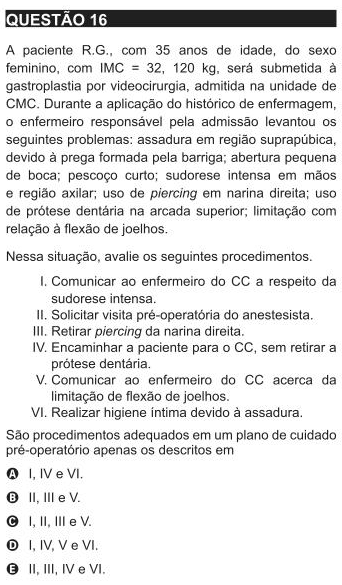 QUESTÃO 16
A paciente R.G., com 35 anos de idade, do sexo
feminino, com IMC = 32, 120 kg, será submetida à
gastroplastia por videocirurgia, admitida na unidade de
CMC. Durante a aplicação do histórico de enfermagem,
o enfermeiro responsável pela admissão levantou os
seguintes problemas: assadura em região suprapúbica,
devido à prega formada pela barriga; abertura pequena
de boca; pescoço curto; sudorese intensa em mãos
e região axilar; uso de piercing em narina direita; uso
de prótese dentária na arcada superior; limitação com
relação à flexão de joelhos.
Nessa situação, avalie os seguintes procedimentos.
I. Comunicar ao enfermeiro do CC a respeito da
sudorese intensa.
II. Solicitar visita pré-operatória do anestesista.
III. Retirar piercing da narina direita.
IV. Encaminhar a paciente para o CC, sem retirar a
prótese dentária.
V. Comunicar ao enfermeiro do CC acerca da
limitação de flexão de joelhos.
VI. Realizar higiene íntima devido à assadura.
São procedimentos adequados em um plano de cuidado
pré-operatório apenas os descritos em
A I, IV e VI.
B II, III e V.
C I, II, III e V.
D I, IV, V e VI.
E II, III, IV e VI.